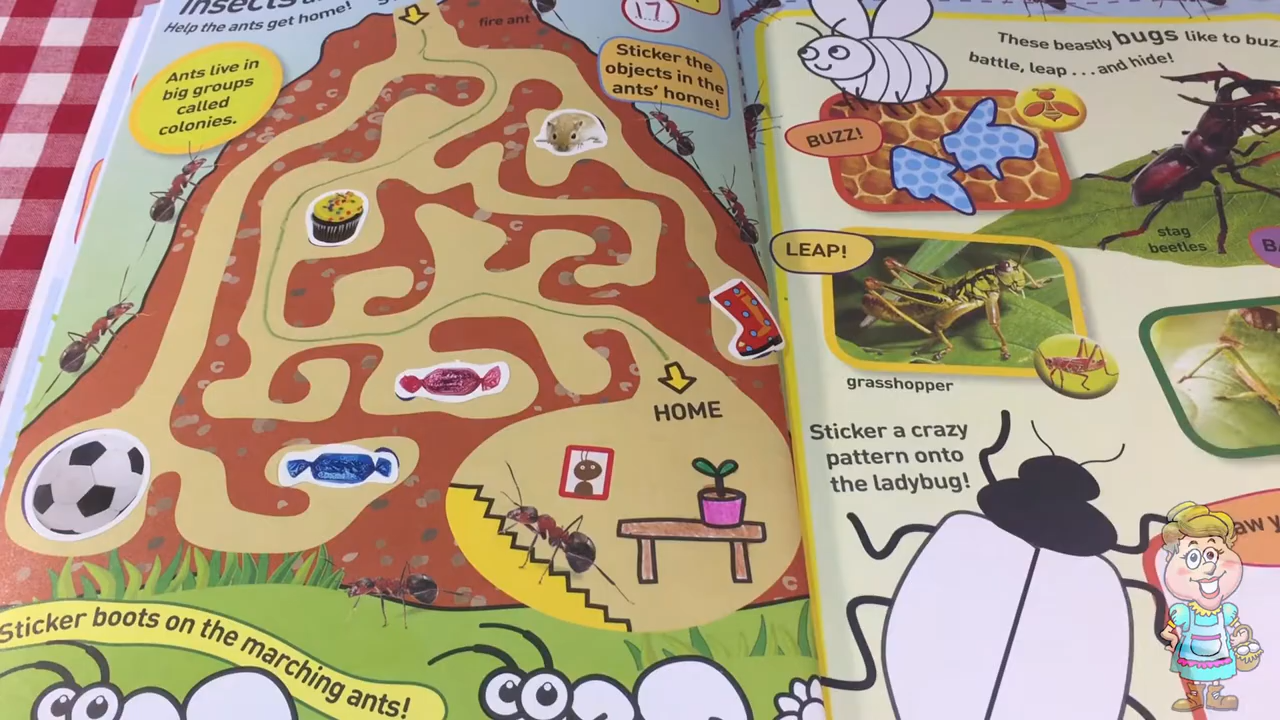 Insects
Help the ants get home!
fire ant
17
Ants live in
big groups
called
colonies.
Sticker the
objects in the
ants' home!
HOME
Sticker boots on the marching ants!
These beastly bugs like to buz
battle, leap . . . and hide!
BUZZ!
stag
beetles
LEAP!
grasshopper
Sticker a crazy
pattern onto
the ladybug!